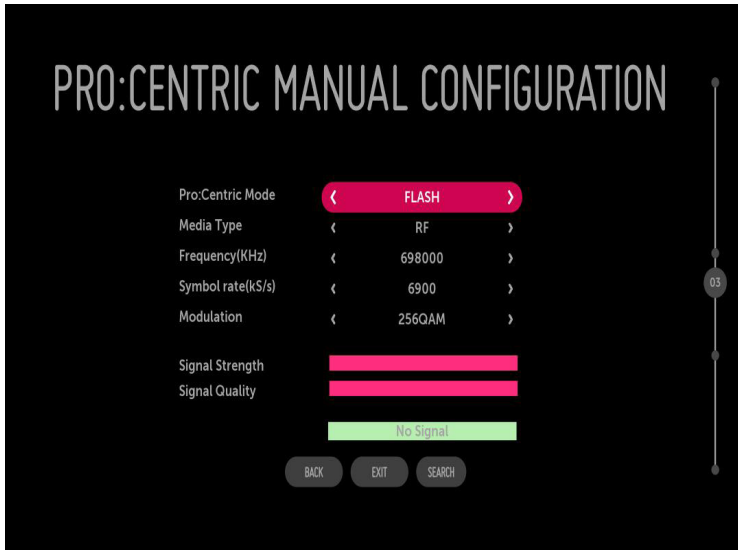 PRO:CENTRIC MANUAL CONFIGURATION
Pro:Centric Mode ‹ FLASH ›
Media Type ‹ RF ›
Frequency(KHz) ‹ 698000 ›
Symbol rate(kS/s) ‹ 6900 ›
03
Modulation ‹ 256QAM ›
Signal Strength
Signal Quality
No Signal
BACK EXIT SEARCH